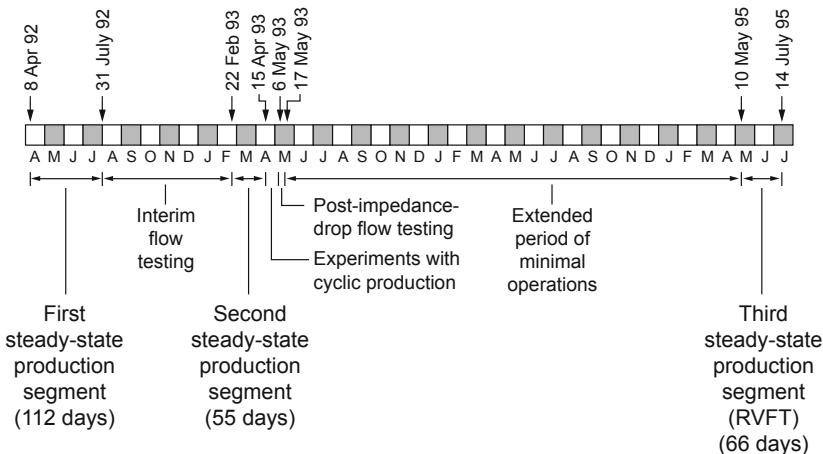 8 Apr 92
31 July 92
22 Feb 93
15 Apr 93
6 May 93
17 May 93
10 May 95
14 July 95
A M J J A S O N D J F M A M J J A S O N D J F M A M J J A S O N D J F M A M J J
Interim
flow
testing
Post-impedance-
drop flow testing
Experiments with
cyclic production
Extended
period of
minimal
operations
First
steady-state
production
segment
(112 days)
Second
steady-state
production
segment
(55 days)
Third
steady-state
production
segment
(RVFT)
(66 days)